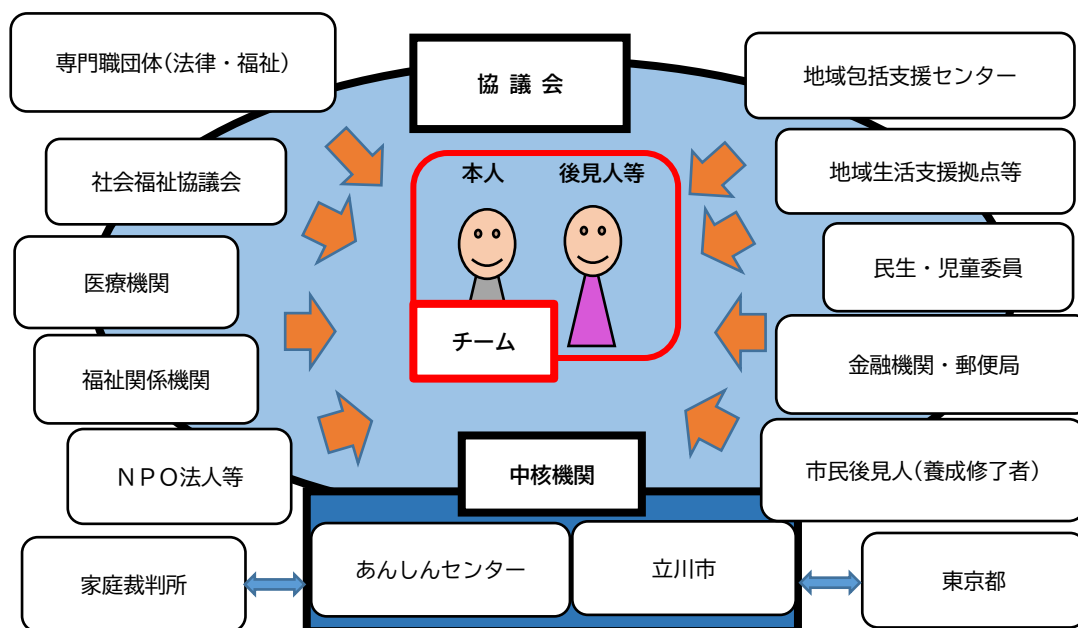 専門職団体(法律・福祉)
協 議 会
地域包括支援センター
社会福祉協議会
本人
後見人等
地域生活支援拠点等
医療機関
民生・児童委員
チーム
福祉関係機関
金融機関・郵便局
NPO法人等
中核機関
市民後見人(養成修了者)
家庭裁判所
あんしんセンター
立川市
東京都